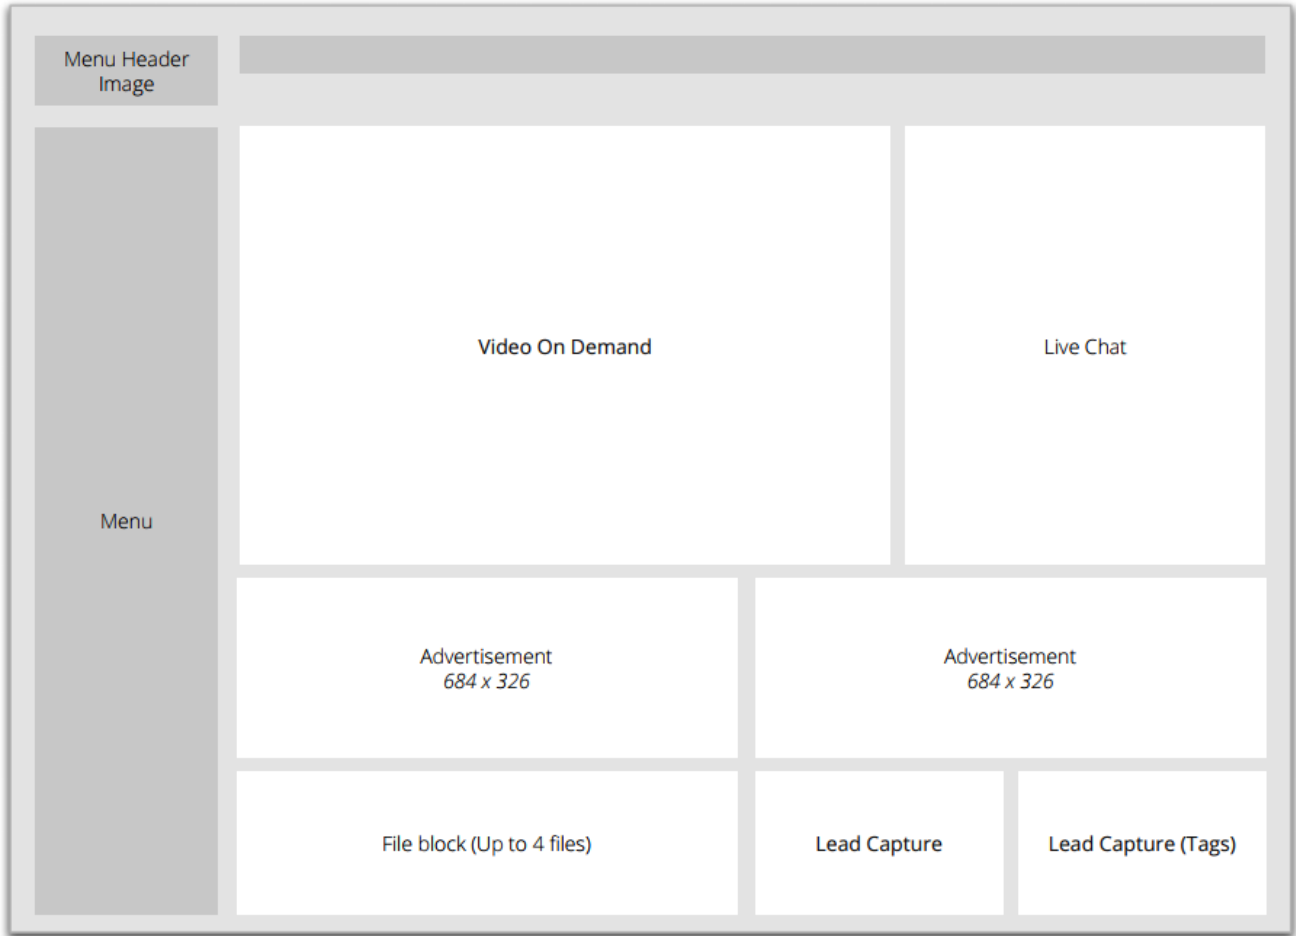 Menu Header
Image
Video On Demand
Live Chat
Menu
Advertisement
684 x 326
Advertisement
684 x 326
File block (Up to 4 files)
Lead Capture
Lead Capture (Tags)